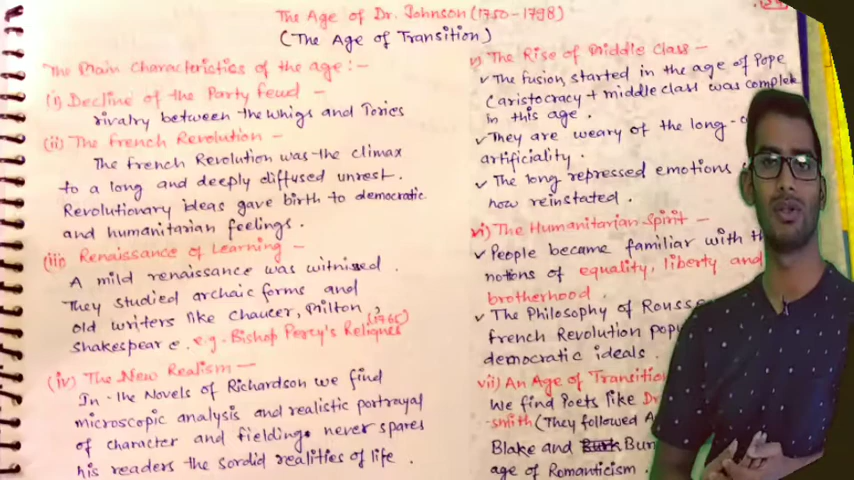 The Age of Dr. Johnson (1750-1798)
(The Age of Transition)
The Main Characteristics of the age :-
(i) Decline of the Party Feud -
rivalry between the whigs and Tories
(ii) The French Revolution -
The French Revolution was the climax
to a long and deeply diffused unrest.
Revolutionary ideas gave birth to democratic
and humanitarian feelings.
(iii) Renaissance of Learning -
A mild renaissance was witnissed.
They studied archaic forms and
old writers like Chaucer, Milton,
Shakespeare. e.g. Bishop Percy's Reliques (1765)
(iv) The New Realism -
In the Novels of Richardson we find
microscopic analysis and realistic portrayal
of character and fielding. never spares
his readers the sordid realities of life.
v) The Rise of Middle Class -
✓ The fusion, started in the age of Pope
(aristocracy + middle class was
in this age.
✓ They are weary of the long-
artificiality.
✓ The long repressed emotions
now reinstated.
vi) The Humanitarian Spirit -
✓ People became familiar with
notions of equality, liberty and
brotherhood.
✓ The Philosophy of
French Revolution
democratic ideals.
vii) An Age of
We find Poets like Dr
-smith (They followed
Blake and
age of Romanticism.